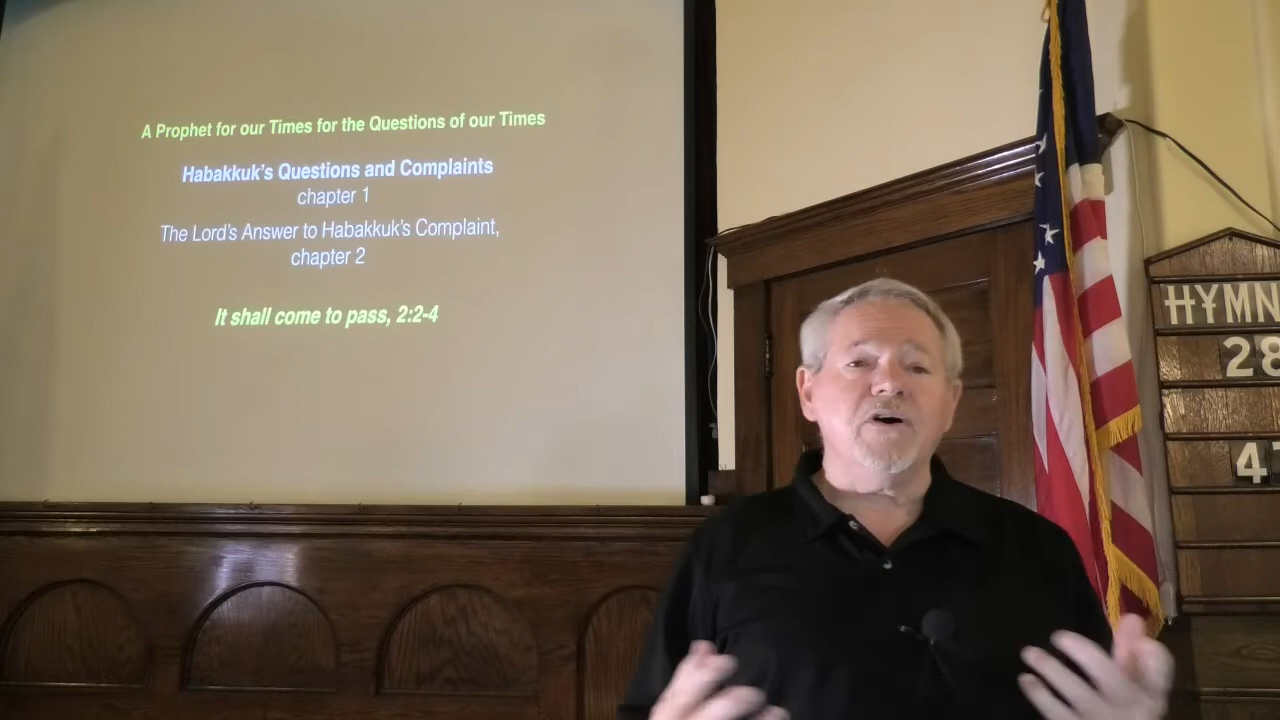 A Prophet for our Times for the Questions of our Times
Habakkuk's Questions and Complaints
chapter 1
The Lord's Answer to Habakkuk's Complaint,
chapter 2
It shall come to pass, 2:2-4
HYMN
28
4